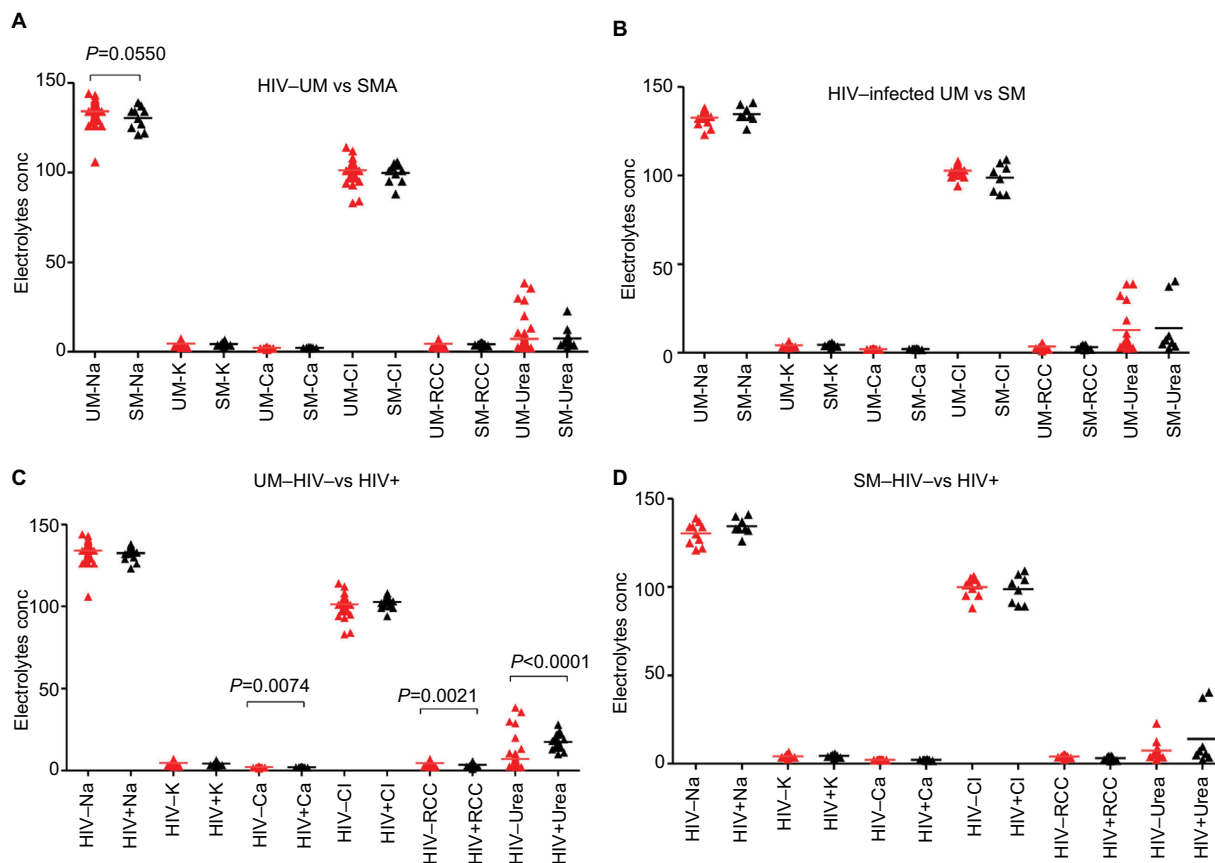 A
P=0.0550
HIV–UM vs SMA
Electrolytes conc
150
100
50
0
UM-Na
SM-Na
UM-K
SM-K
UM-Ca
SM-Ca
UM-Cl
SM-Cl
UM-RCC
SM-RCC
UM-Urea
SM-Urea
B
HIV–infected UM vs SM
Electrolytes conc
150
100
50
0
UM-Na
SM-Na
UM-K
SM-K
UM-Ca
SM-Ca
UM-Cl
SM-Cl
UM-RCC
SM-RCC
UM-Urea
SM-Urea
C
UM–HIV–vs HIV+
Electrolytes conc
150
100
50
0
P=0.0074
P=0.0021
P<0.0001
HIV–Na
HIV+Na
HIV–K
HIV+K
HIV–Ca
HIV+Ca
HIV–Cl
HIV+Cl
HIV–RCC
HIV+RCC
HIV–Urea
HIV+Urea
D
SM–HIV–vs HIV+
Electrolytes conc
150
100
50
0
HIV–Na
HIV+Na
HIV–K
HIV+K
HIV–Ca
HIV+Ca
HIV–Cl
HIV+Cl
HIV–RCC
HIV+RCC
HIV–Urea
HIV+Urea